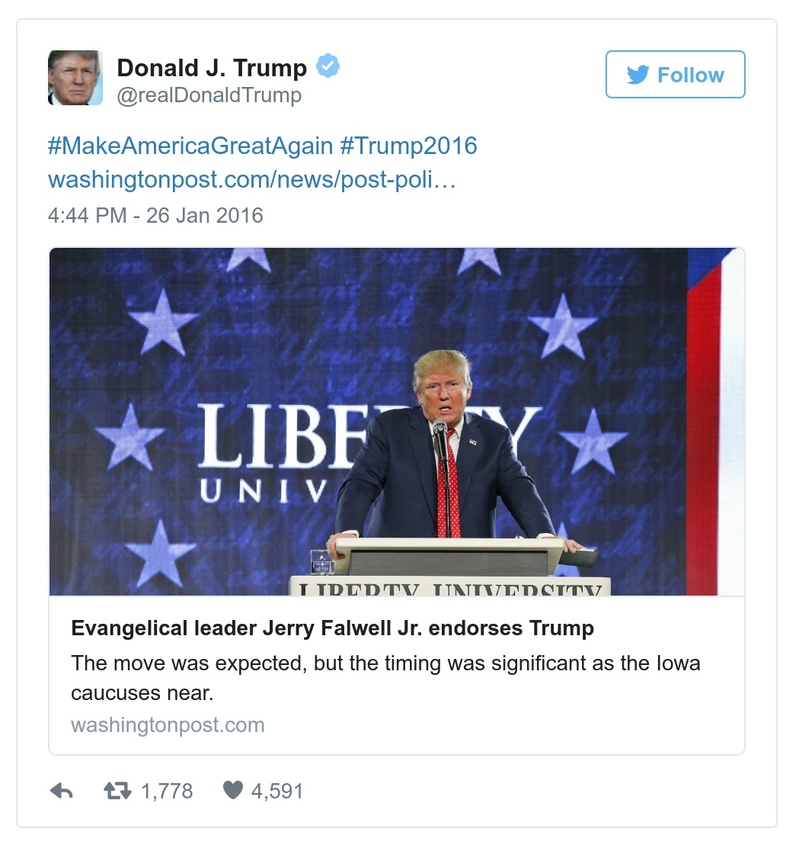 Donald J. Trump
@realDonaldTrump
Follow
#MakeAmericaGreatAgain #Trump2016
washingtonpost.com/news/post-poli…
4:44 PM - 26 Jan 2016
LIBE TY
UNIV
LIBERTY UNIVERSITY
Evangelical leader Jerry Falwell Jr. endorses Trump
The move was expected, but the timing was significant as the Iowa
caucuses near.
washingtonpost.com
1,778
4,591